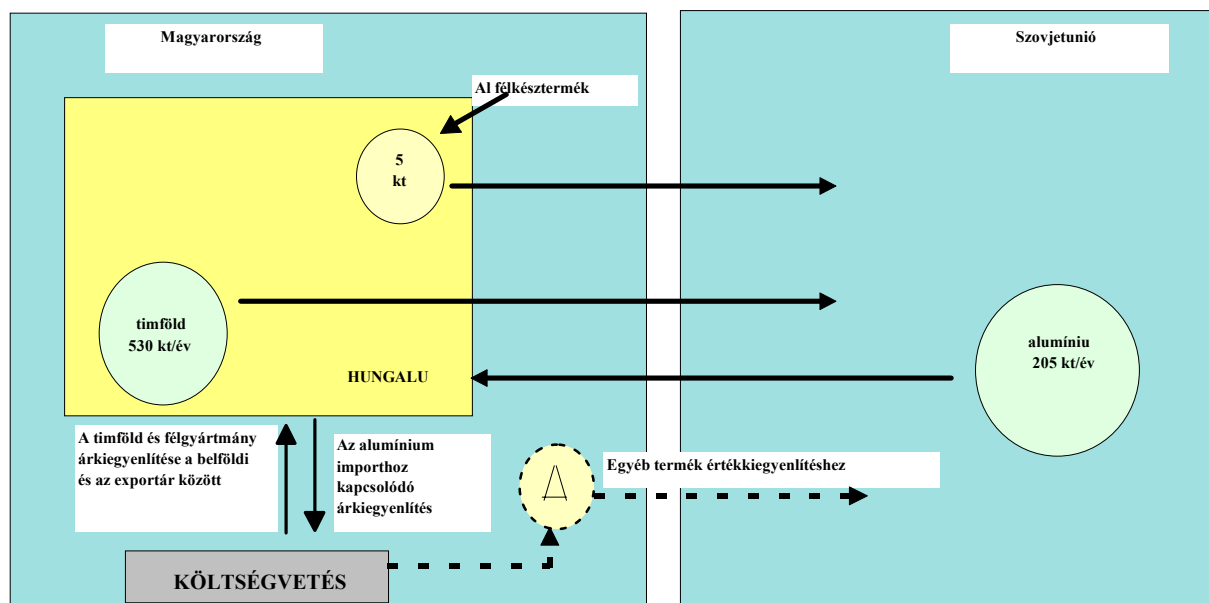 Magyarország
Szovjetunió
Al félkésztermék
5
kt
timföld
530 kt/év
alumíniu
205 kt/év
HUNGALU
A timföld és félgyártmány
árkiegyenlítése a belföldi
és az exportár között
Az alumínium
importhoz
kapcsolódó
árkiegyenlítés
Egyéb termék értékkiegyenlítéshez
Δ
KÖLTSÉGVETÉS